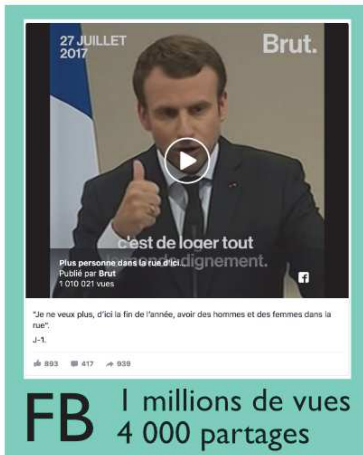 27 JUILLET
2017
Brut.
c'est de loger tout
le monde dignement.
Plus personne dans la rue d'ici...
Publié par Brut
1 010 021 vues
"Je ne veux plus, d'ici la fin de l'année, avoir des hommes et des femmes dans la
rue".
J-1.
893 417 939
FB
1 millions de vues
4 000 partages